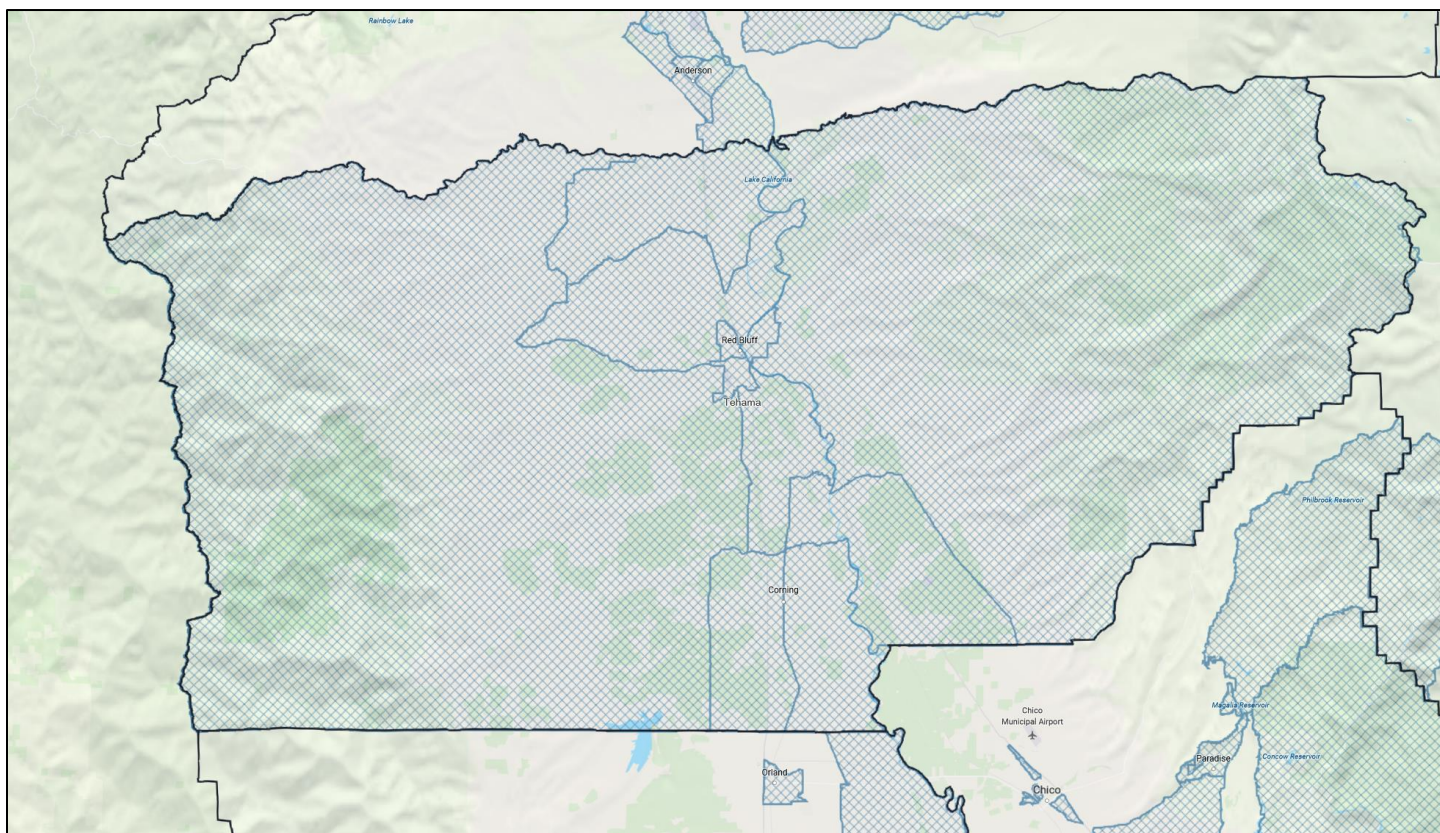 Rainbow Lake
Anderson
Lake California
Red Bluff
Tehama
Philbrook Reservoir
Corning
Magalia Reservoir
Chico
Municipal Airport
Paradise
Concow Reservoir
Orland
Chico